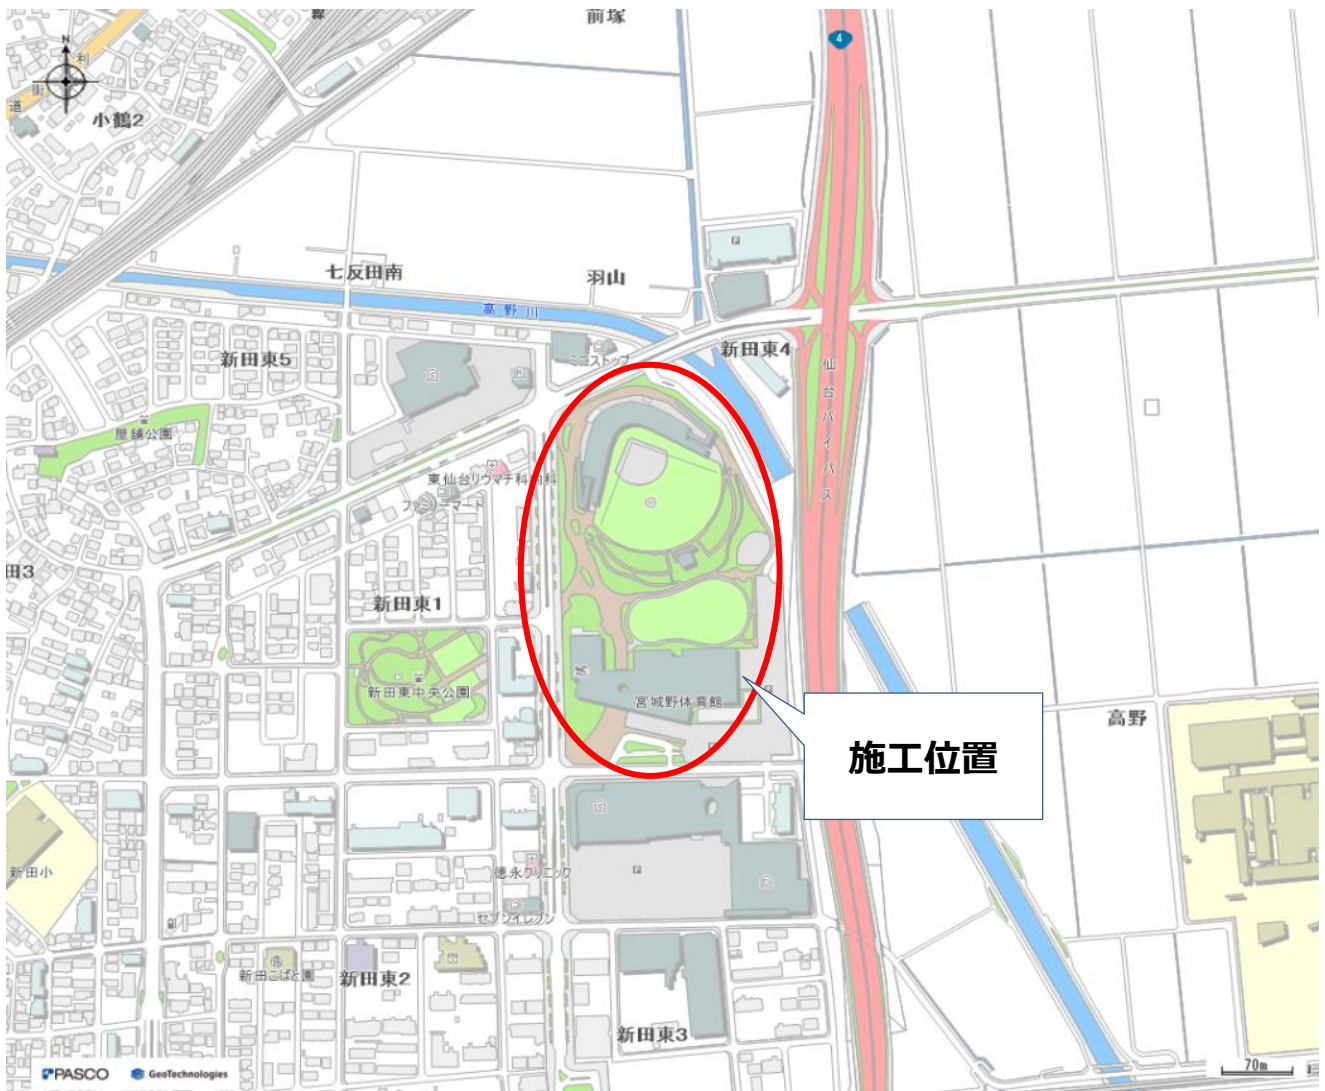 前塚
4
N
利
街
道
小鶴2
七反田南
羽山
高野川
新田東4
ミニストップ
新田東5
仙台バイパス
屋鋪公園
東仙台リウマチ科内科
ファミリーマート
田3
新田東1
新田東中央公園
宮城野体育館
高野
施工位置
新田小
徳永クリニック
セブンイレブン
新田こばと園
新田東2
新田東3
PASCO
GeoTechnologies
70m